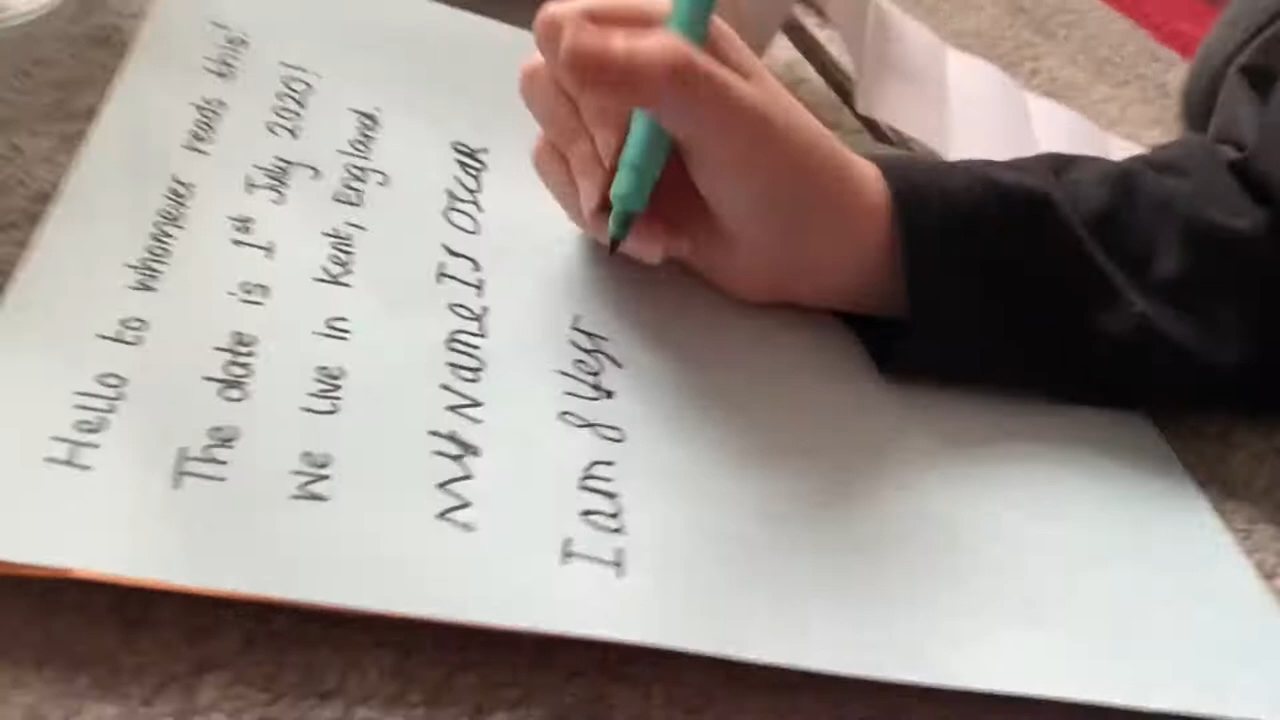 Hello to whomever reads this!
The date is 1st July 2020!
We live in Kent, England.
My Name Is OScar
I am 8 Yesr